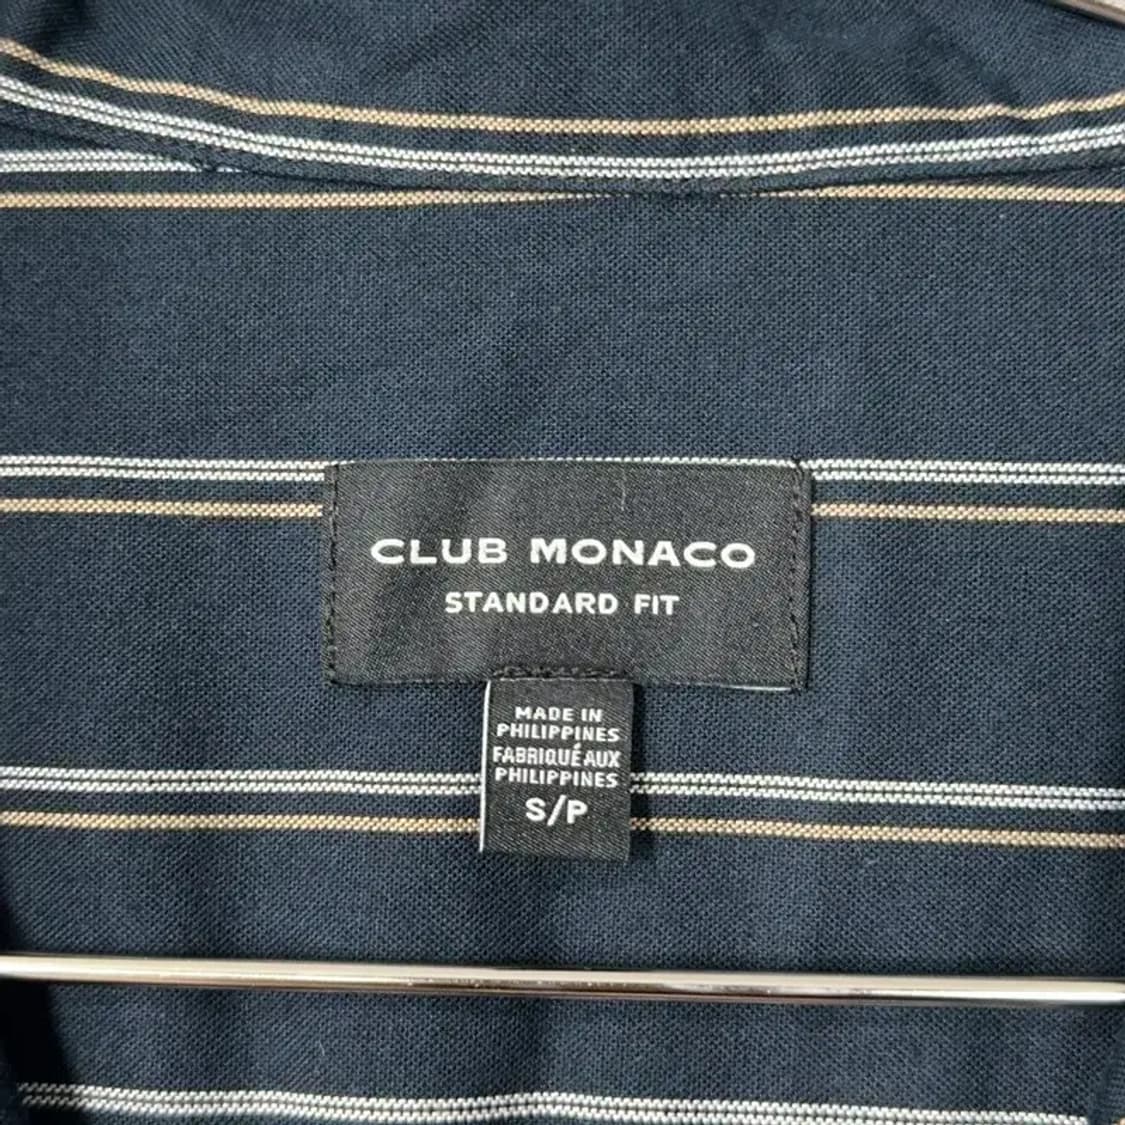 CLUB MONACO
STANDARD FIT
MADE IN
PHILIPPINES
FABRIQUÉ AUX
PHILIPPINES
S/P